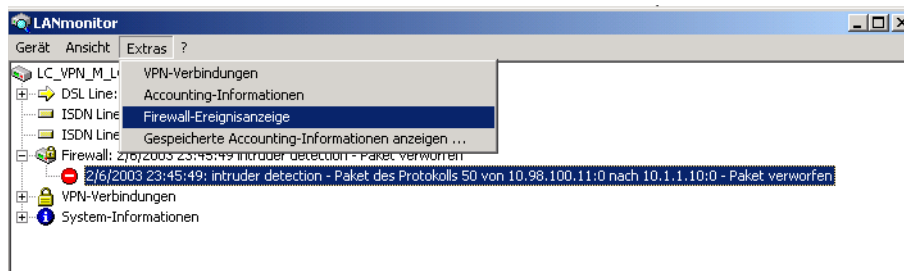 LANmonitor
Gerät Ansicht Extras ?
LC_VPN_M_L
VPN-Verbindungen
DSL Line:
Accounting-Informationen
ISDN Line
Firewall-Ereignisanzeige
ISDN Line
Gespeicherte Accounting-Informationen anzeigen ...
Firewall: 2/6/2003 23:45:49 intruder detection - Paket verworfen
2/6/2003 23:45:49: intruder detection - Paket des Protokolls 50 von 10.98.100.11:0 nach 10.1.1.10:0 - Paket verworfen
VPN-Verbindungen
System-Informationen